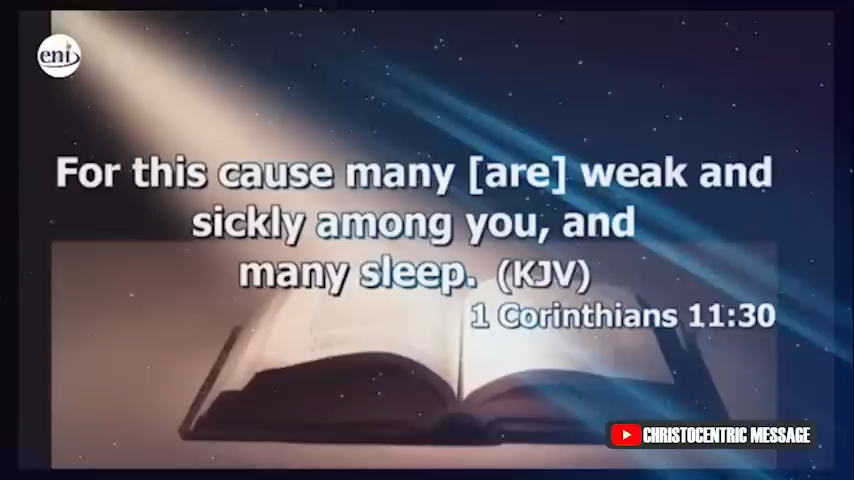 eni
For this cause many [are] weak and
sickly among you, and
many sleep. (KJV)
1 Corinthians 11:30
CHRISTOCENTRIC MESSAGE